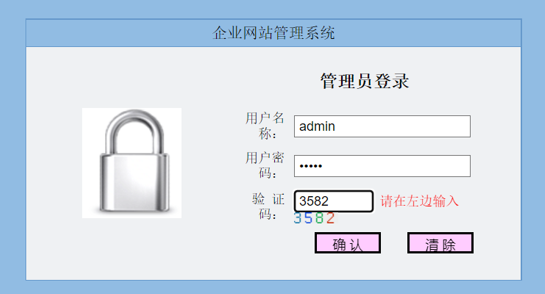 企业网站管理系统
管理员登录
用户名
称： admin
用户密
码： •••••
验 证
码： 3582 请在左边输入
3582
确 认 清 除